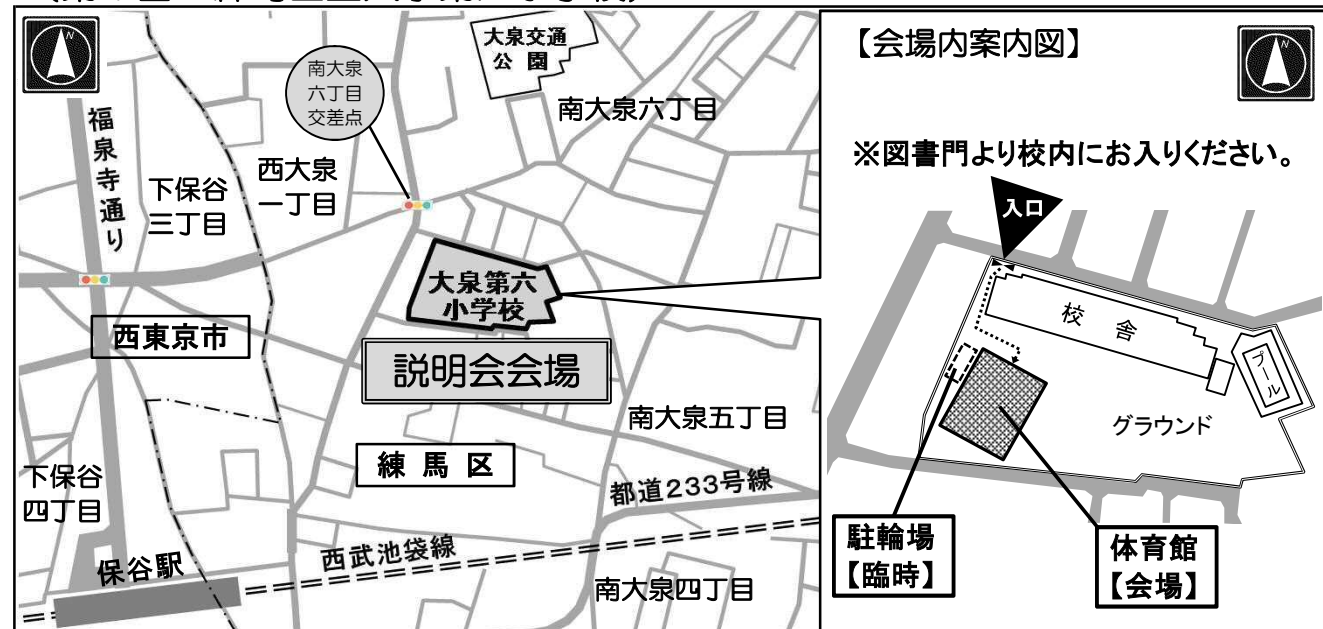 N
大泉交通
公園
南大泉
六丁目
交差点
南大泉六丁目
福泉寺通り
下保谷
三丁目
西大泉
一丁目
大泉第六
小学校
西東京市
説明会会場
南大泉五丁目
練馬区
下保谷
四丁目
都道233号線
西武池袋線
保谷駅
南大泉四丁目
【会場内案内図】
N
※図書門より校内にお入りください。
入口
校舎
プール
グラウンド
駐輪場
【臨時】
体育館
【会場】